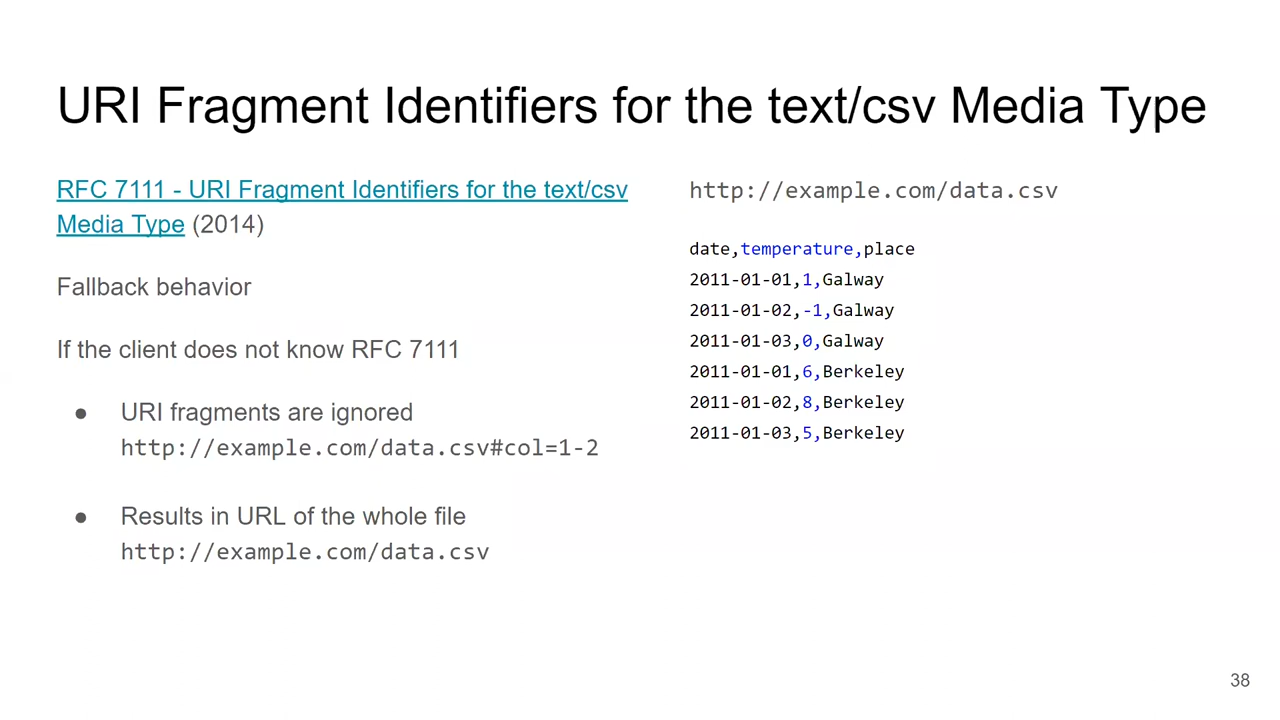 URI Fragment Identifiers for the text/csv Media Type
RFC 7111 - URI Fragment Identifiers for the text/csv
Media Type (2014)
Fallback behavior
If the client does not know RFC 7111
● URI fragments are ignored
http://example.com/data.csv#col=1-2
● Results in URL of the whole file
http://example.com/data.csv
http://example.com/data.csv
date,temperature,place
2011-01-01,1,Galway
2011-01-02,-1,Galway
2011-01-03,0,Galway
2011-01-01,6,Berkeley
2011-01-02,8,Berkeley
2011-01-03,5,Berkeley
38